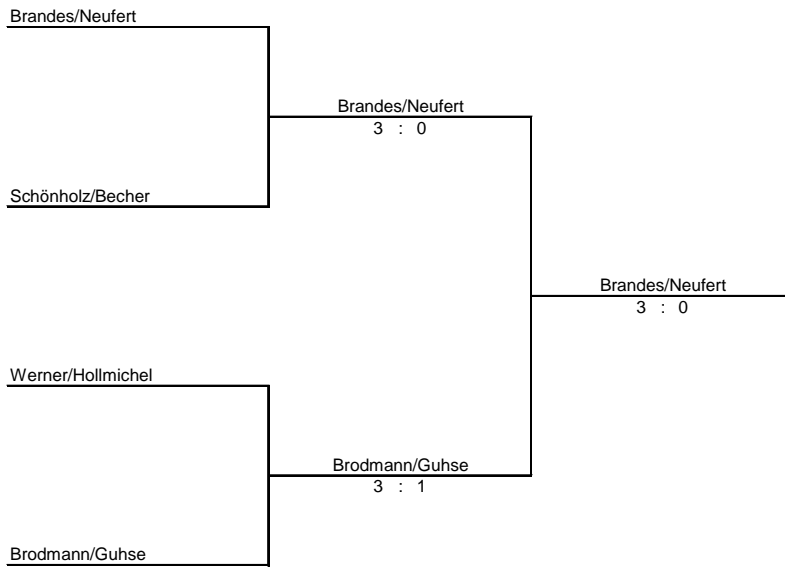 Brandes/Neufert
Brandes/Neufert
3 : 0
Schönholz/Becher
Brandes/Neufert
3 : 0
Werner/Hollmichel
Brodmann/Guhse
3 : 1
Brodmann/Guhse